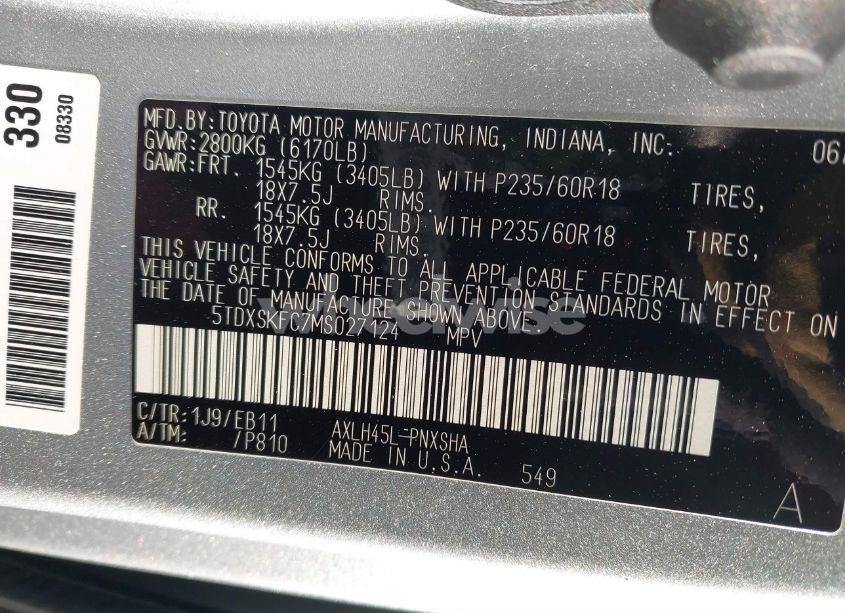 330
08330
MFD.BY:TOYOTA MOTOR MANUFACTURING, INDIANA, INC. 06/
GVWR:2800KG (6170LB)
GAWR:FRT. 1545KG (3405LB) WITH P235/60R18 TIRES,
18X7.5J RIMS.
RR. 1545KG (3405LB) WITH P235/60R18 TIRES,
18X7.5J RIMS.
THIS VEHICLE CONFORMS TO ALL APPLICABLE FEDERAL MOTOR
VEHICLE SAFETY AND THEFT PREVENTION STANDARDS IN EFFECT ON
THE DATE OF MANUFACTURE SHOWN ABOVE.
5TDXSKFC7MS027424 MPV
C/TR:1J9/EB11 AXLH45L-PNXSHA
A/TM: /P810 MADE IN U.S.A. 549
A